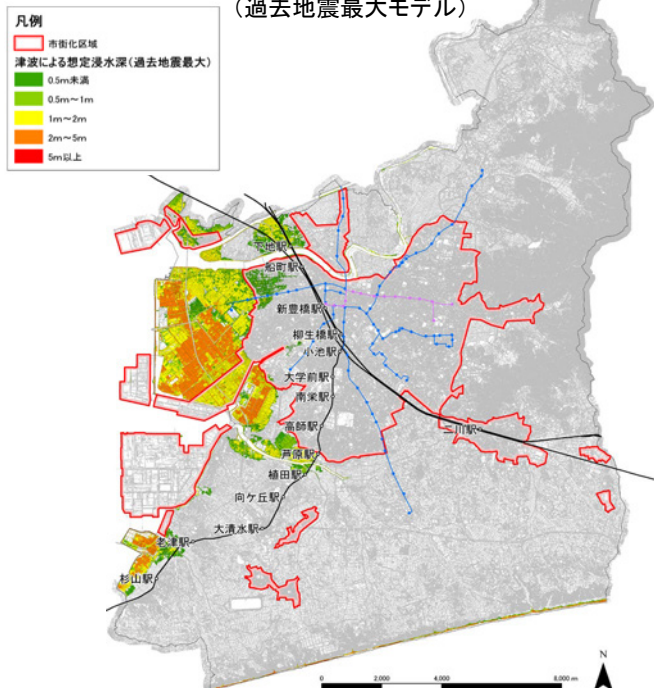 （過去地震最大モデル）
凡例
市街化区域
津波による想定浸水深（過去地震最大）
0.5m未満
0.5m～1m
1m～2m
2m～5m
5m以上
下地駅
船町駅
新豊橋駅
柳生橋駅
小池駅
大学前駅
南栄駅
高師駅
二川駅
芦原駅
植田駅
向ケ丘駅
大清水駅
老津駅
杉山駅
N
0 2,000 4,000 8,000 m